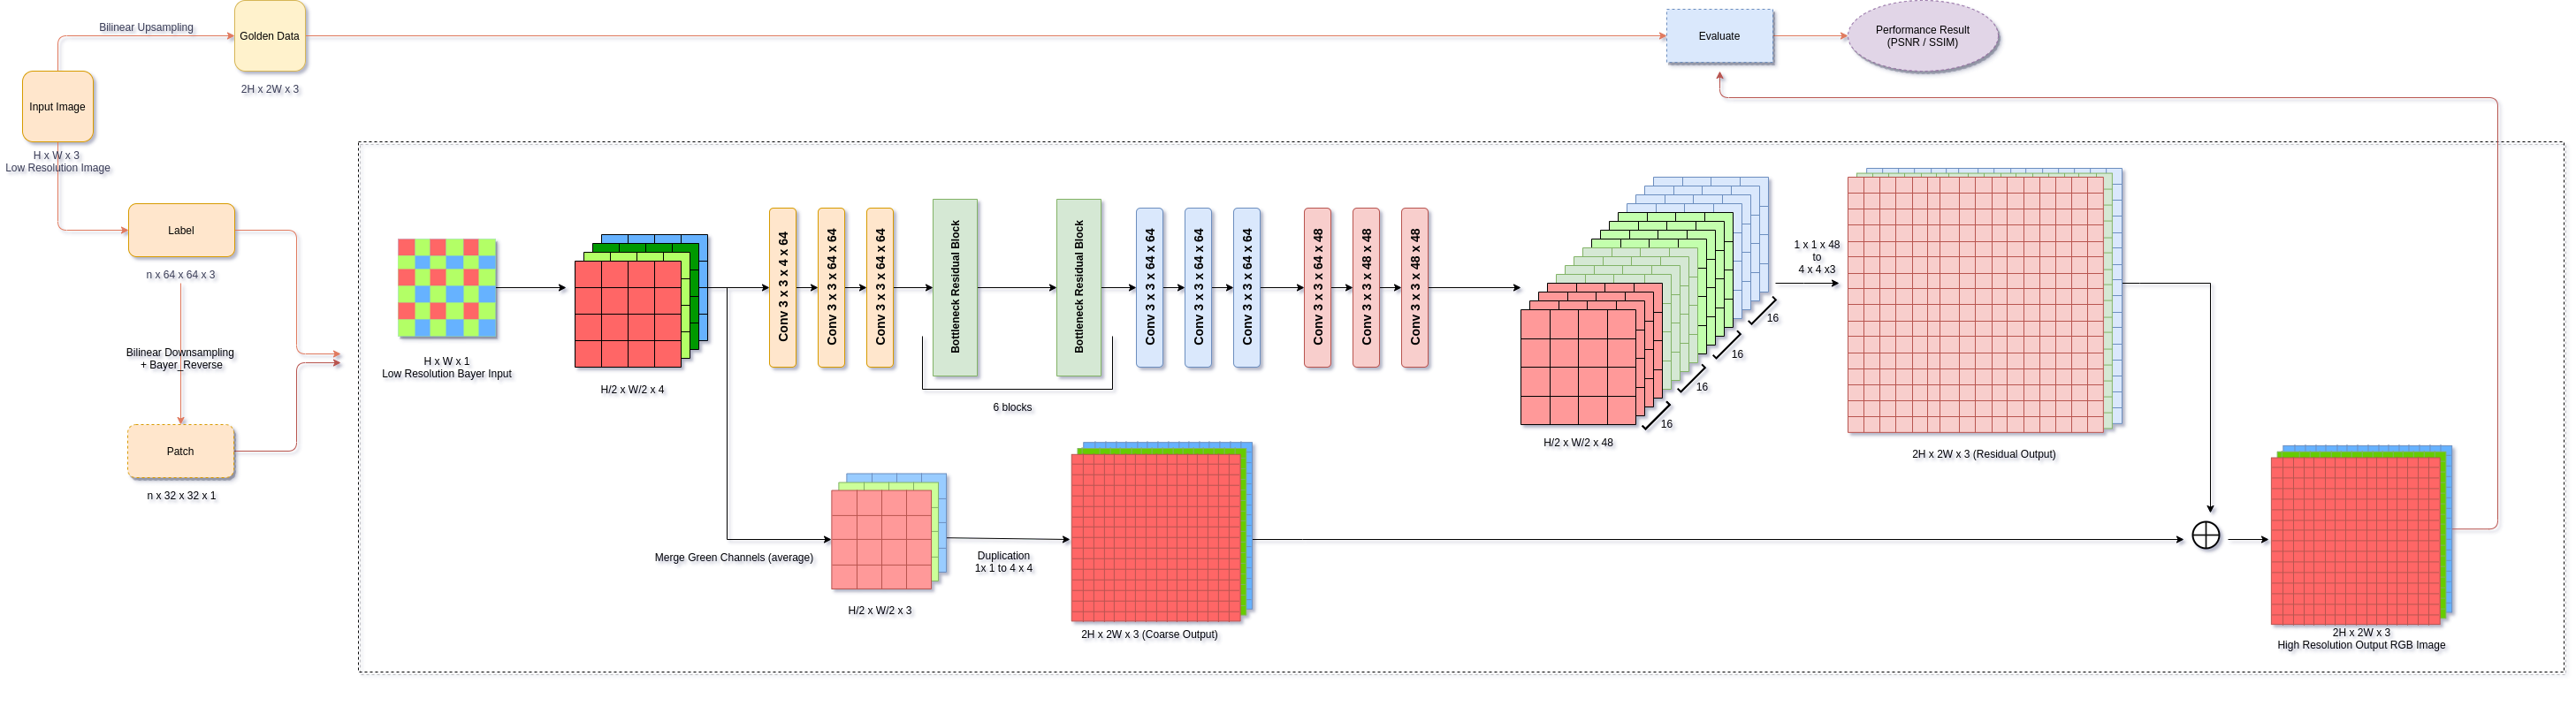 Bilinear Upsampling
Golden Data
2H x 2W x 3
Input Image
H x W x 3
Low Resolution Image
Label
n x 64 x 64 x 3
Bilinear Downsampling
+ Bayer_Reverse
Patch
n x 32 x 32 x 1
Evaluate
Performance Result
(PSNR / SSIM)
H x W x 1
Low Resolution Bayer Input
H/2 x W/2 x 4
Conv 3 x 3 x 4 x 64
Conv 3 x 3 x 64 x 64
Conv 3 x 3 x 64 x 64
Bottleneck Residual Block
Bottleneck Residual Block
6 blocks
Conv 3 x 3 x 64 x 64
Conv 3 x 3 x 64 x 64
Conv 3 x 3 x 64 x 64
Conv 3 x 3 x 64 x 48
Conv 3 x 3 x 48 x 48
Conv 3 x 3 x 48 x 48
16
16
16
16
H/2 x W/2 x 48
1 x 1 x 48
to
4 x 4 x3
2H x 2W x 3 (Residual Output)
Merge Green Channels (average)
H/2 x W/2 x 3
Duplication
1x 1 to 4 x 4
2H x 2W x 3 (Coarse Output)
2H x 2W x 3
High Resolution Output RGB Image